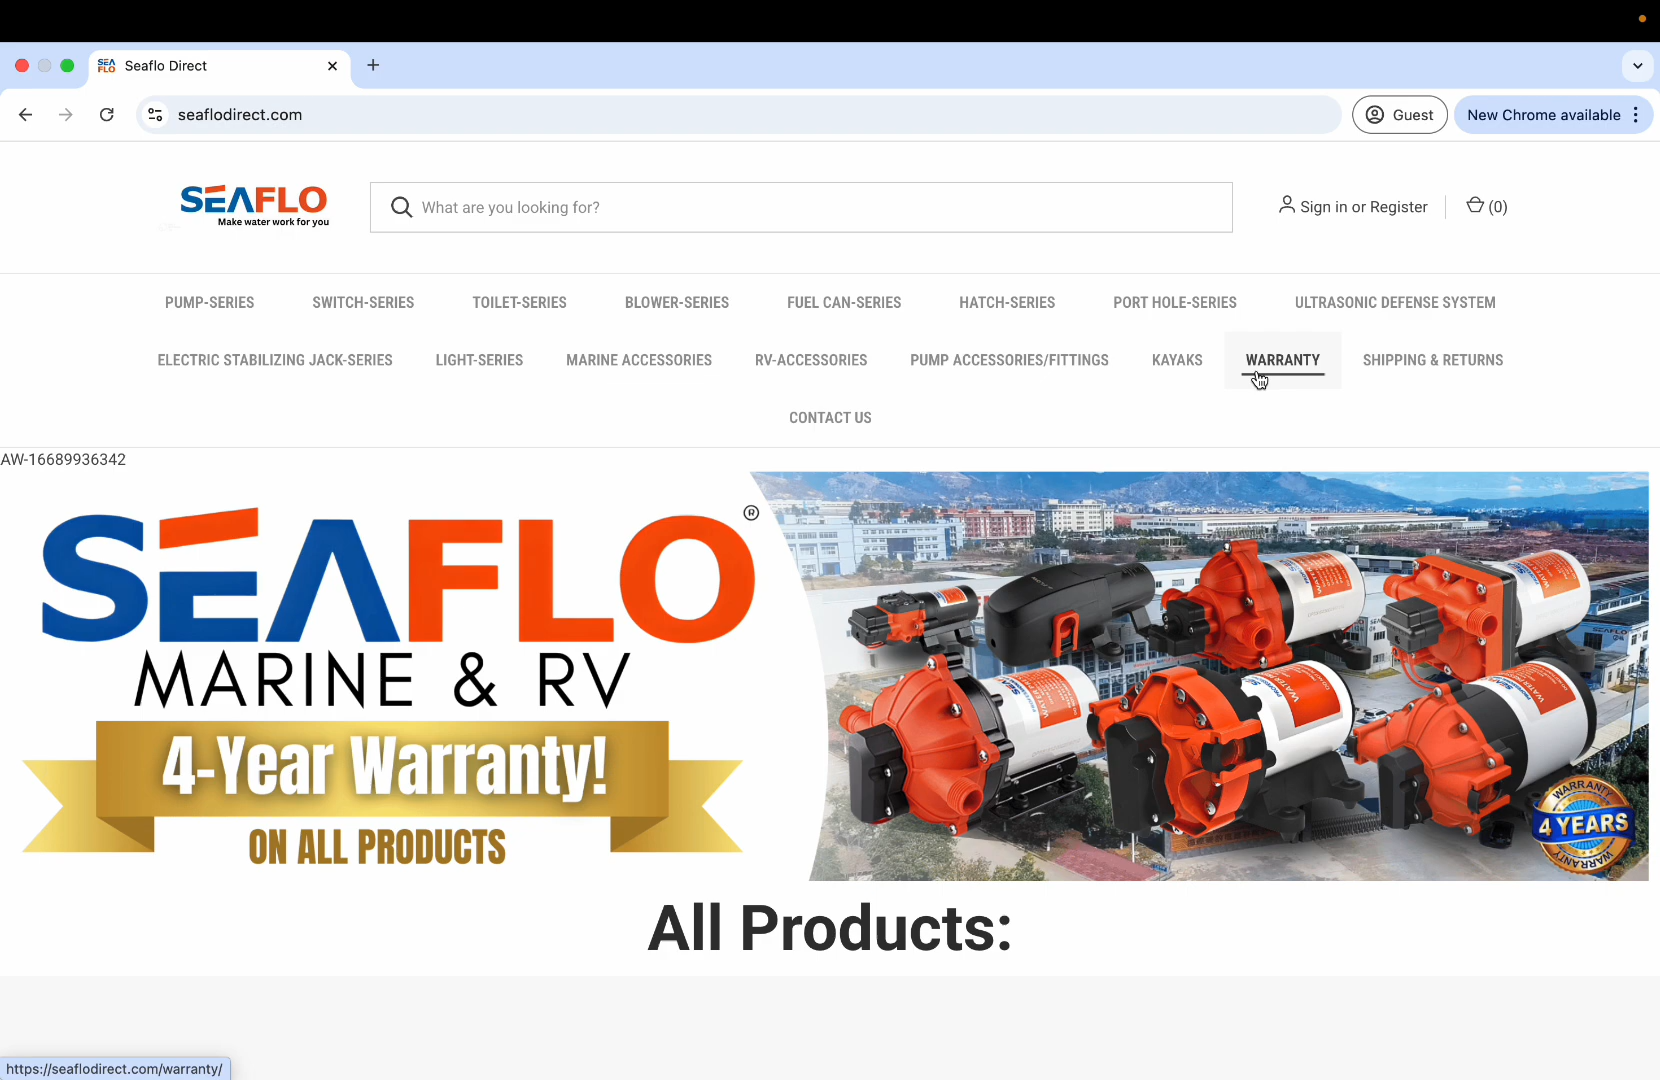 SEA
FLO
Seaflo Direct
seaflodirect.com
Guest
New Chrome available
SEAFLO
Make water work for you
What are you looking for?
Sign in or Register
(0)
PUMP-SERIES
SWITCH-SERIES
TOILET-SERIES
BLOWER-SERIES
FUEL CAN-SERIES
HATCH-SERIES
PORT HOLE-SERIES
ULTRASONIC DEFENSE SYSTEM
ELECTRIC STABILIZING JACK-SERIES
LIGHT-SERIES
MARINE ACCESSORIES
RV-ACCESSORIES
PUMP ACCESSORIES/FITTINGS
KAYAKS
WARRANTY
SHIPPING & RETURNS
CONTACT US
AW-16689936342
SEAFLO®
MARINE & RV
4-Year Warranty!
ON ALL PRODUCTS
WARRANTY
4 YEARS
WARRANTY
All Products:
https://seaflodirect.com/warranty/